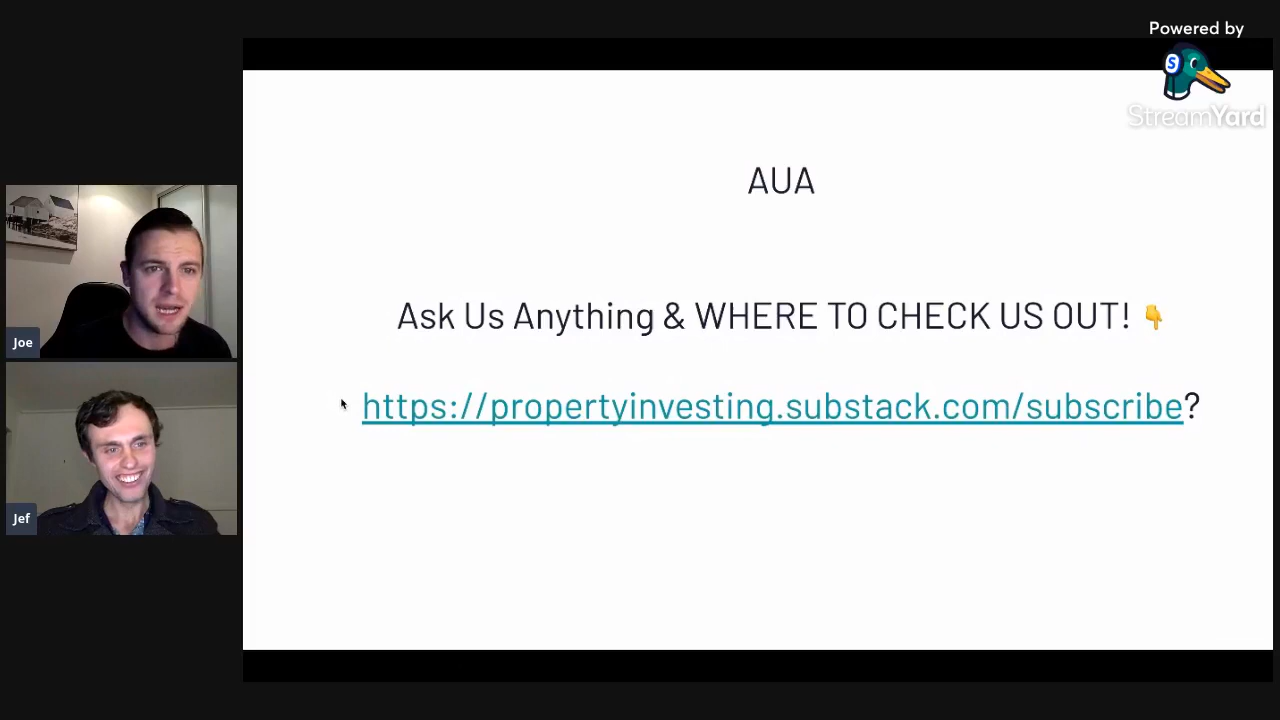 Powered by
StreamYard
AUA
Ask Us Anything & WHERE TO CHECK US OUT! 👇
https://propertyinvesting.substack.com/subscribe?
Joe
Jef